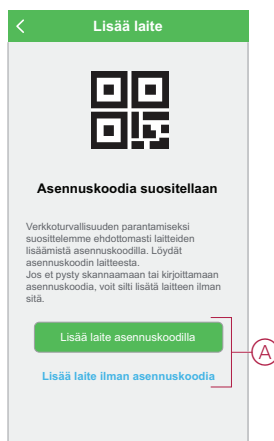 Lisää laite
Asennuskoodia suositellaan
Verkkoturvallisuuden parantamiseksi
suosittelemme ehdottomasti laitteiden
lisäämistä asennuskoodilla. Löydät
asennuskoodin laitteesta.
Jos et pysty skannaamaan tai kirjoittamaan
asennuskoodia, voit silti lisätä laitteen ilman
sitä.
Lisää laite asennuskoodilla
A
Lisää laite ilman asennuskoodia